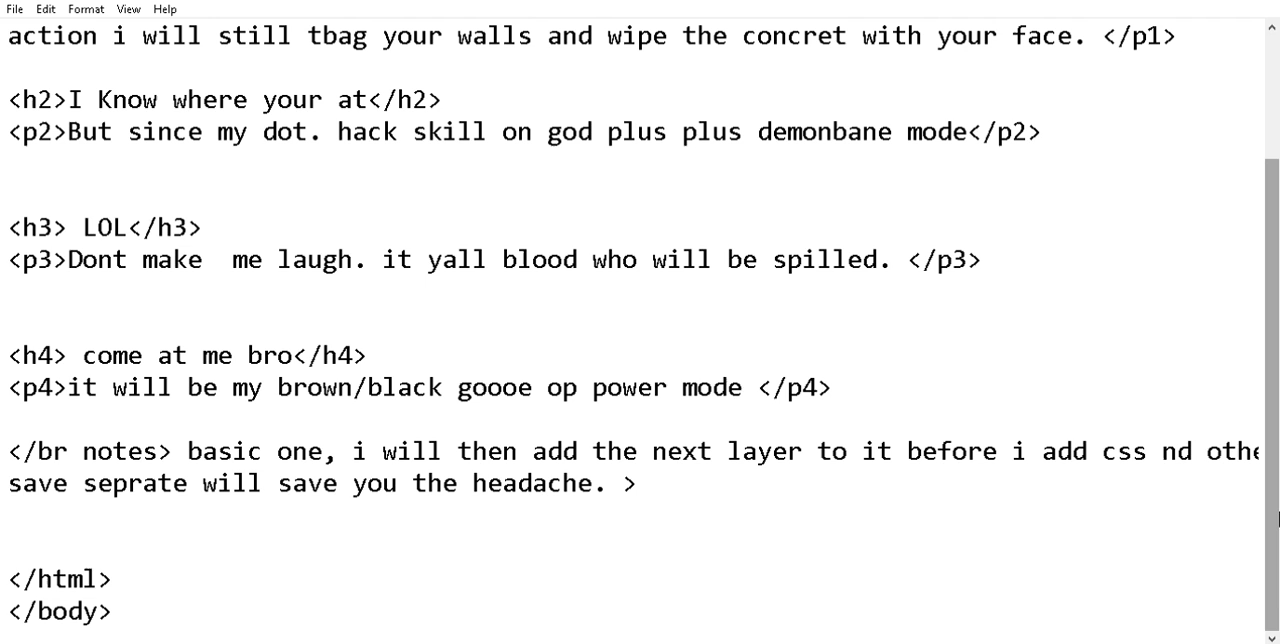 File Edit Format View Help
action i will still tbag your walls and wipe the concret with your face. </p1>
<h2>I Know where your at</h2>
<p2>But since my dot. hack skill on god plus plus demonbane mode</p2>
<h3> LOL</h3>
<p3>Dont make  me laugh. it yall blood who will be spilled. </p3>
<h4> come at me bro</h4>
<p4>it will be my brown/black goooe op power mode </p4>
</br notes> basic one, i will then add the next layer to it before i add css nd
save seprate will save you the headache. >
</html>
</body>